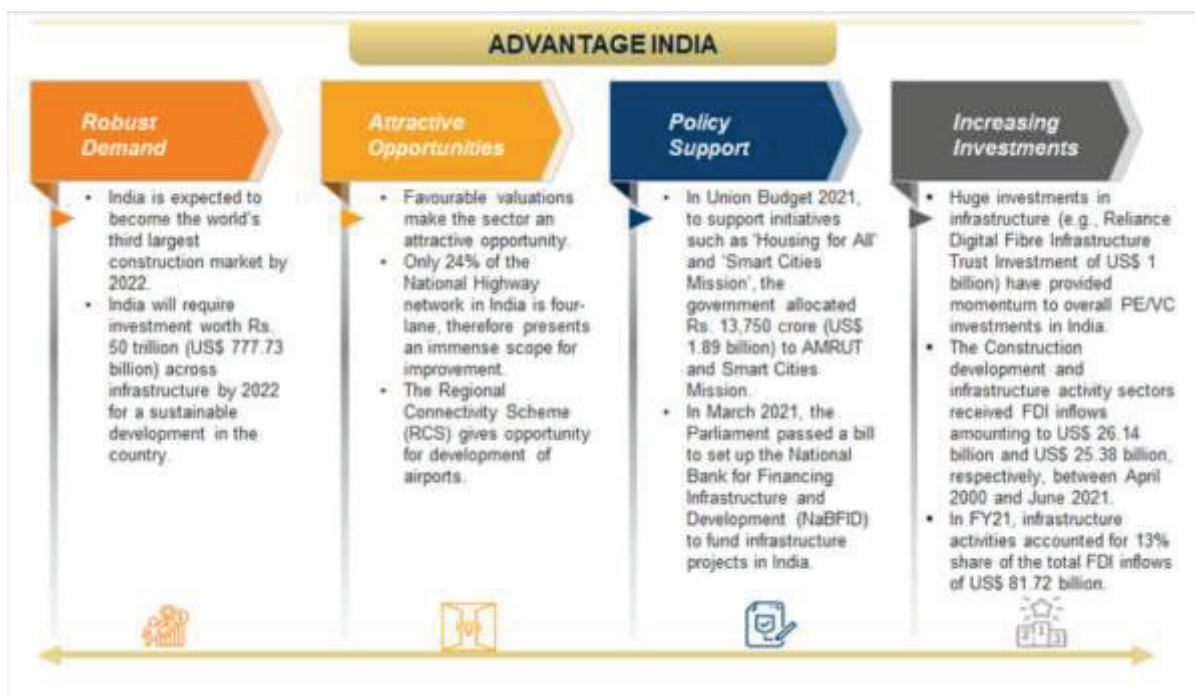 ADVANTAGE INDIA
Robust
Demand
• India is expected to
become the world's
third largest
construction market by
2022.
• India will require
investment worth Rs.
50 trillion (US$ 777.73
billion) across
infrastructure by 2022
for a sustainable
development in the
country.
Attractive
Opportunities
• Favourable valuations
make the sector an
attractive opportunity.
• Only 24% of the
National Highway
network in India is four-
lane, therefore presents
an immense scope for
improvement.
• The Regional
Connectivity Scheme
(RCS) gives opportunity
for development of
airports.
Policy
Support
• In Union Budget 2021,
to support initiatives
such as 'Housing for All'
and 'Smart Cities
Mission', the
government allocated
Rs. 13,750 crore (US$
1.89 billion) to AMRUT
and Smart Cities
Mission.
• In March 2021, the
Parliament passed a bill
to set up the National
Bank for Financing
Infrastructure and
Development (NaBFID)
to fund infrastructure
projects in India.
Increasing
Investments
▪ Huge investments in
infrastructure (e.g., Reliance
Digital Fibre Infrastructure
Trust Investment of US$ 1
billion) have provided
momentum to overall PE/VC
investments in India.
▪ The Construction
development and
infrastructure activity sectors
received FDI inflows
amounting to US$ 26.14
billion and US$ 25.38 billion,
respectively, between April
2000 and June 2021.
▪ In FY21, infrastructure
activities accounted for 13%
share of the total FDI inflows
of US$ 81.72 billion.
2 1 3